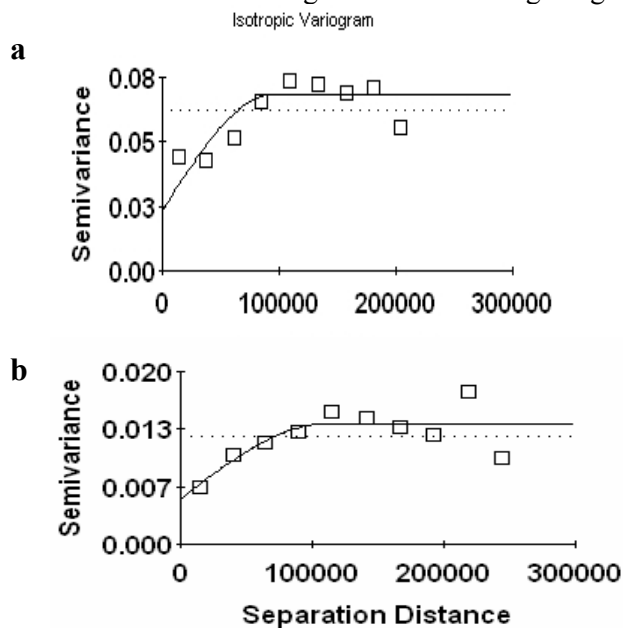 Isotropic Variogram
a
0.08
0.05
0.03
0.00
Semivariance
0 100000 200000 300000
b
0.020
0.013
0.007
0.000
Semivariance
0 100000 200000 300000
Separation Distance